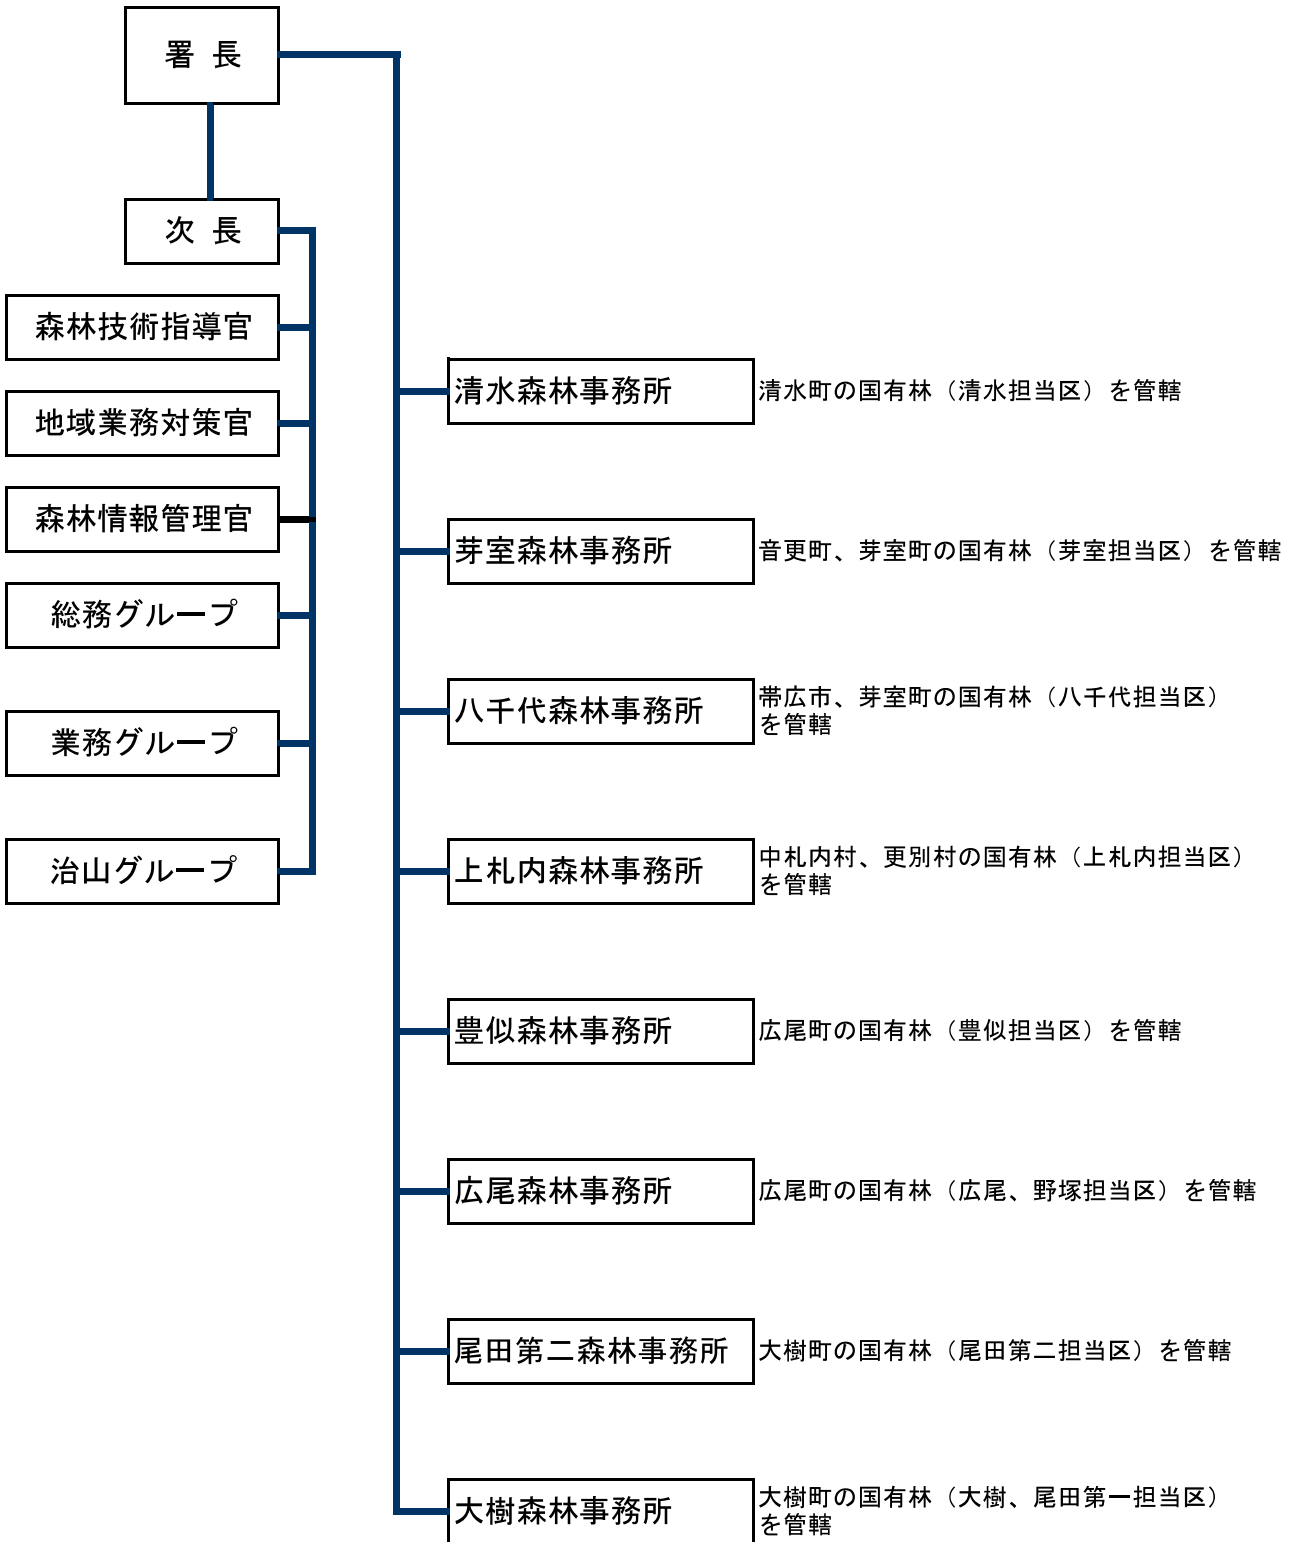 署 長
次 長
森林技術指導官
地域業務対策官
森林情報管理官
総務グループ
業務グループ
治山グループ
清水森林事務所
清水町の国有林（清水担当区）を管轄
芽室森林事務所
音更町、芽室町の国有林（芽室担当区）を管轄
八千代森林事務所
帯広市、芽室町の国有林（八千代担当区）
を管轄
上札内森林事務所
中札内村、更別村の国有林（上札内担当区）
を管轄
豊似森林事務所
広尾町の国有林（豊似担当区）を管轄
広尾森林事務所
広尾町の国有林（広尾、野塚担当区）を管轄
尾田第二森林事務所
大樹町の国有林（尾田第二担当区）を管轄
大樹森林事務所
大樹町の国有林（大樹、尾田第一担当区）
を管轄